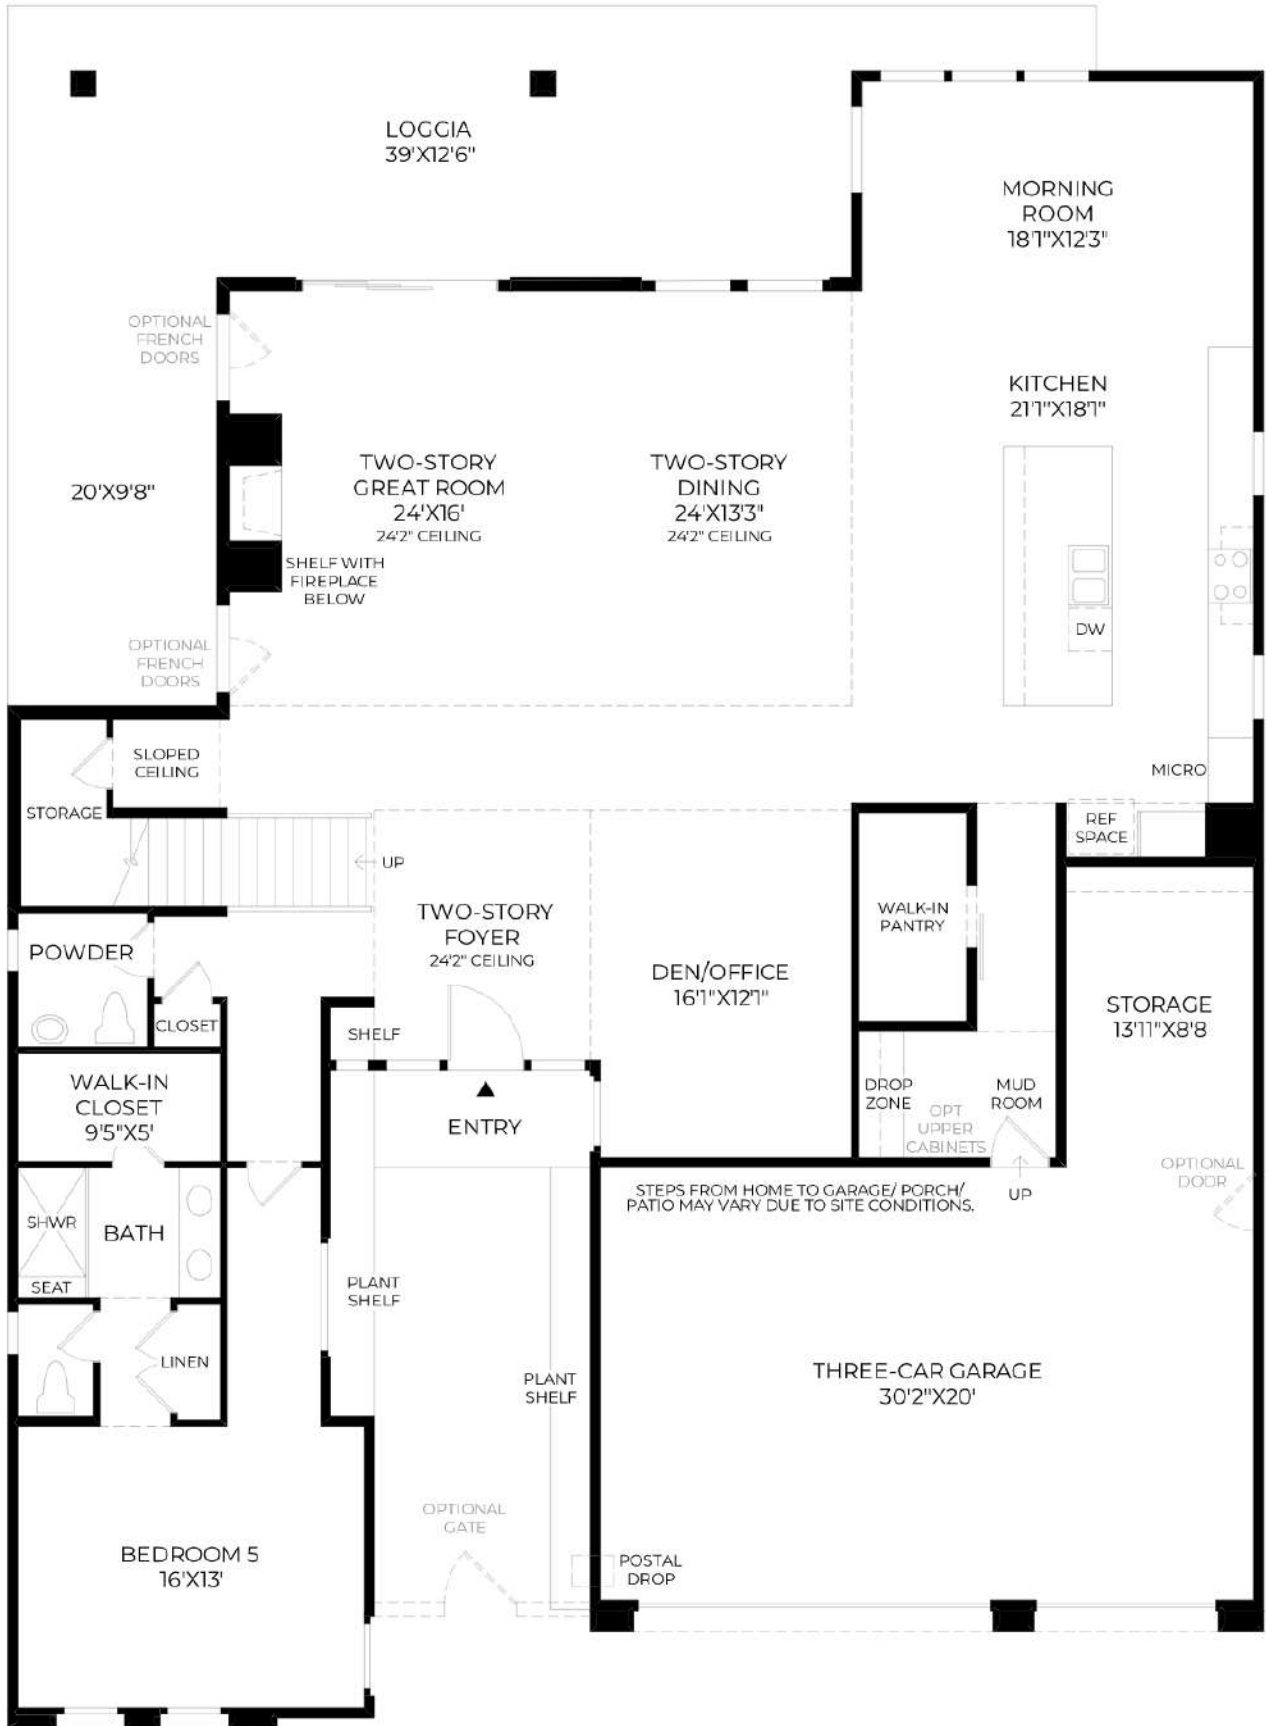 LOGGIA
39'X12'6"
MORNING
ROOM
18'1"X12'3"
OPTIONAL
FRENCH
DOORS
KITCHEN
21'1"X18'1"
20'X9'8"
TWO-STORY
GREAT ROOM
24'X16'
24'2" CEILING
TWO-STORY
DINING
24'X13'3"
24'2" CEILING
SHELF WITH
FIREPLACE
BELOW
DW
OPTIONAL
FRENCH
DOORS
SLOPED
CEILING
MICRO
STORAGE
REF
SPACE
UP
TWO-STORY
FOYER
24'2" CEILING
WALK-IN
PANTRY
POWDER
DEN/OFFICE
16'1"X12'1"
STORAGE
13'11"X8'8
CLOSET
SHELF
WALK-IN
CLOSET
9'5"X5'
ENTRY
DROP
ZONE
MUD
ROOM
OPT
UPPER
CABINETS
OPTIONAL
DOOR
STEPS FROM HOME TO GARAGE/ PORCH/
PATIO MAY VARY DUE TO SITE CONDITIONS.
UP
SHWR
BATH
SEAT
PLANT
SHELF
LINEN
PLANT
SHELF
THREE-CAR GARAGE
30'2"X20'
OPTIONAL
GATE
BEDROOM 5
16'X13'
POSTAL
DROP